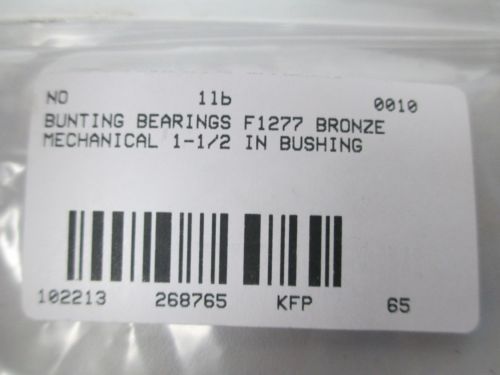 NO 11b 0010
BUNTING BEARINGS F1277 BRONZE
MECHANICAL 1-1/2 IN BUSHING
102213 268765 KFP 65